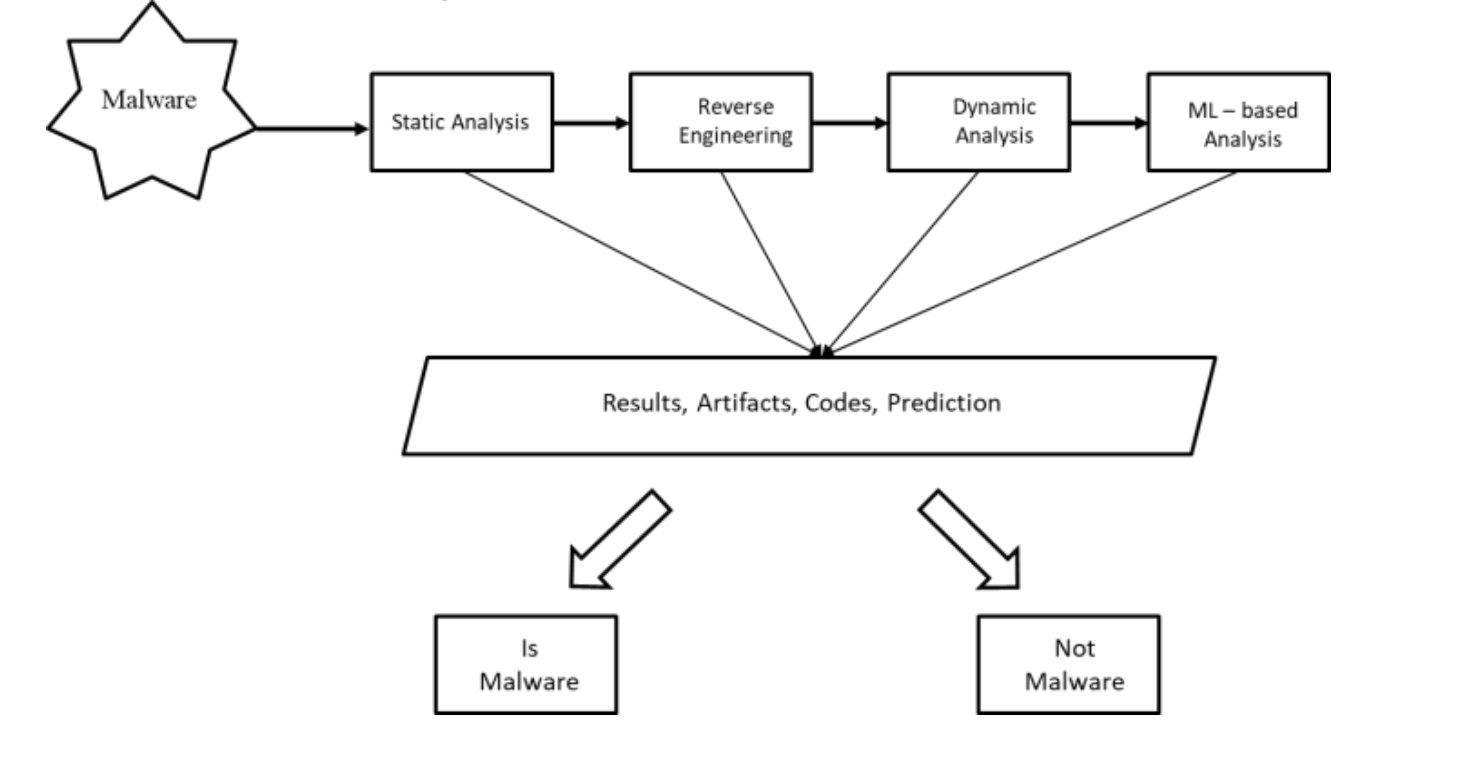 Malware
Static Analysis
Reverse
Engineering
Dynamic
Analysis
ML – based
Analysis
Results, Artifacts, Codes, Prediction
Is
Malware
Not
Malware